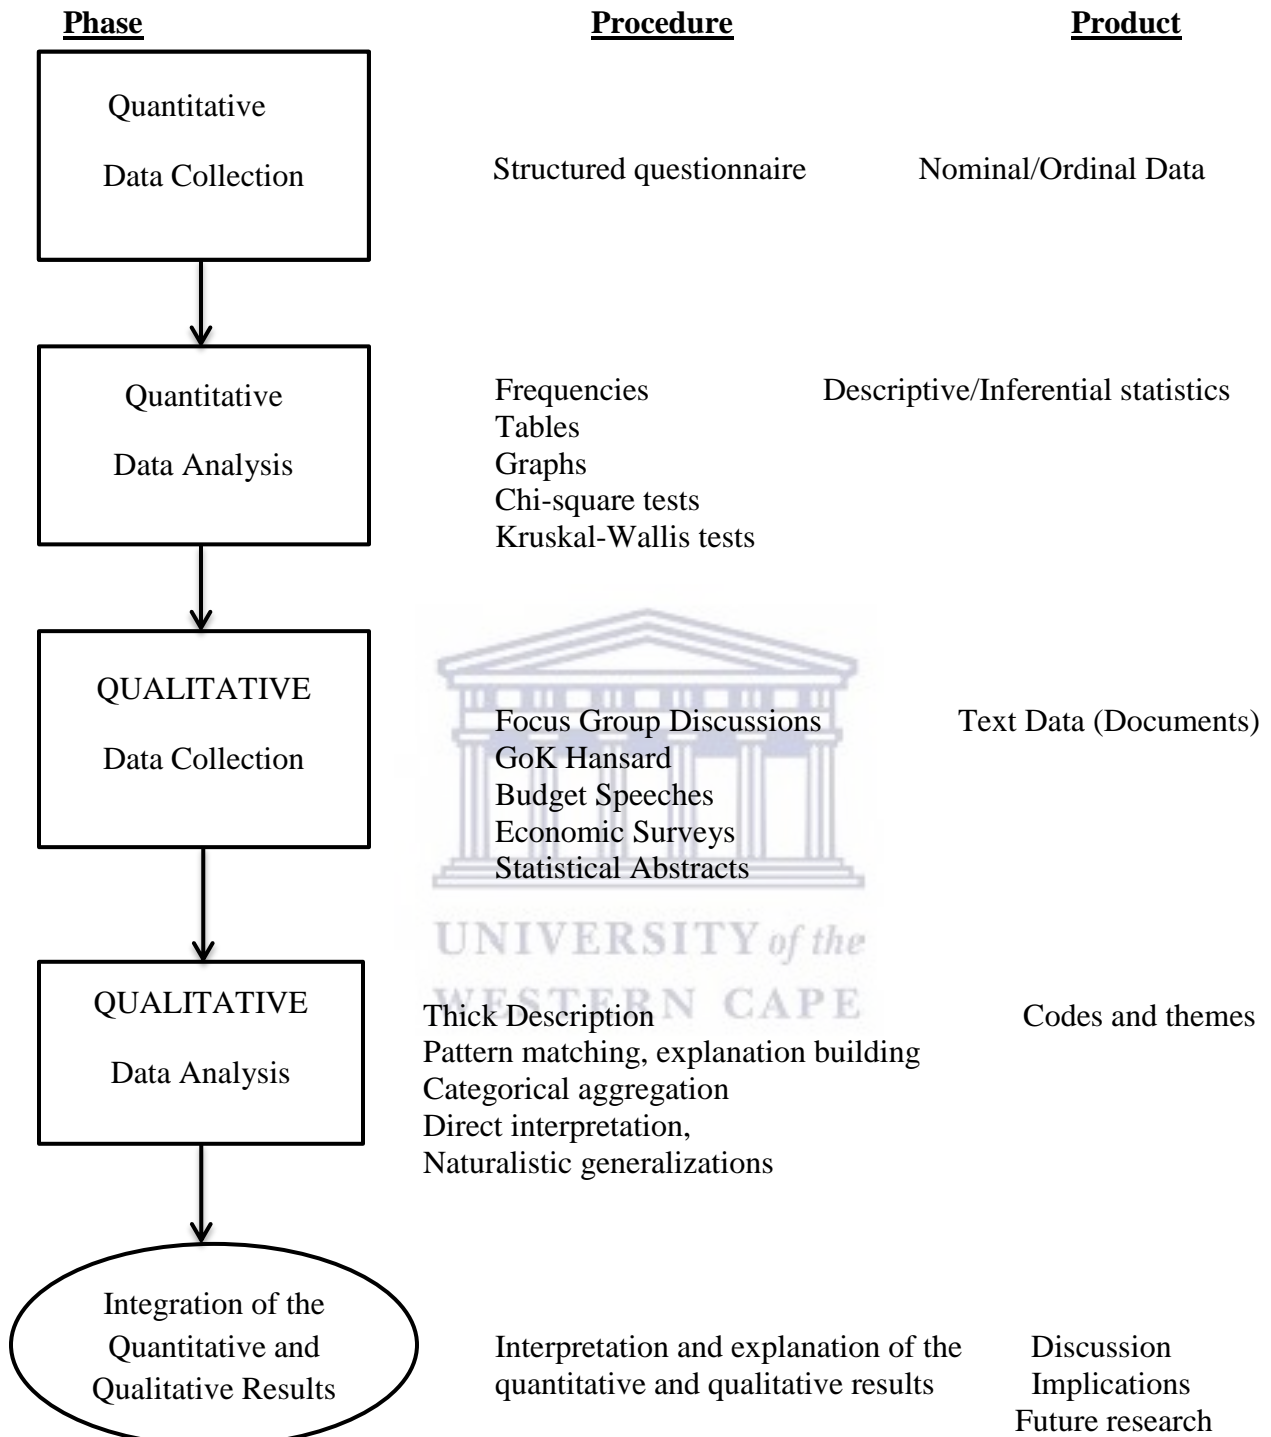 Phase Procedure Product
Quantitative
Data Collection
Structured questionnaire
Nominal/Ordinal Data
Quantitative
Data Analysis
Frequencies
Tables
Graphs
Chi-square tests
Kruskal-Wallis tests
Descriptive/Inferential statistics
QUALITATIVE
Data Collection
Focus Group Discussions
GoK Hansard
Budget Speeches
Economic Surveys
Statistical Abstracts
Text Data (Documents)
UNIVERSITY of the
WESTERN CAPE
QUALITATIVE
Data Analysis
Thick Description
Pattern matching, explanation building
Categorical aggregation
Direct interpretation,
Naturalistic generalizations
Codes and themes
Integration of the
Quantitative and
Qualitative Results
Interpretation and explanation of the
quantitative and qualitative results
Discussion
Implications
Future research